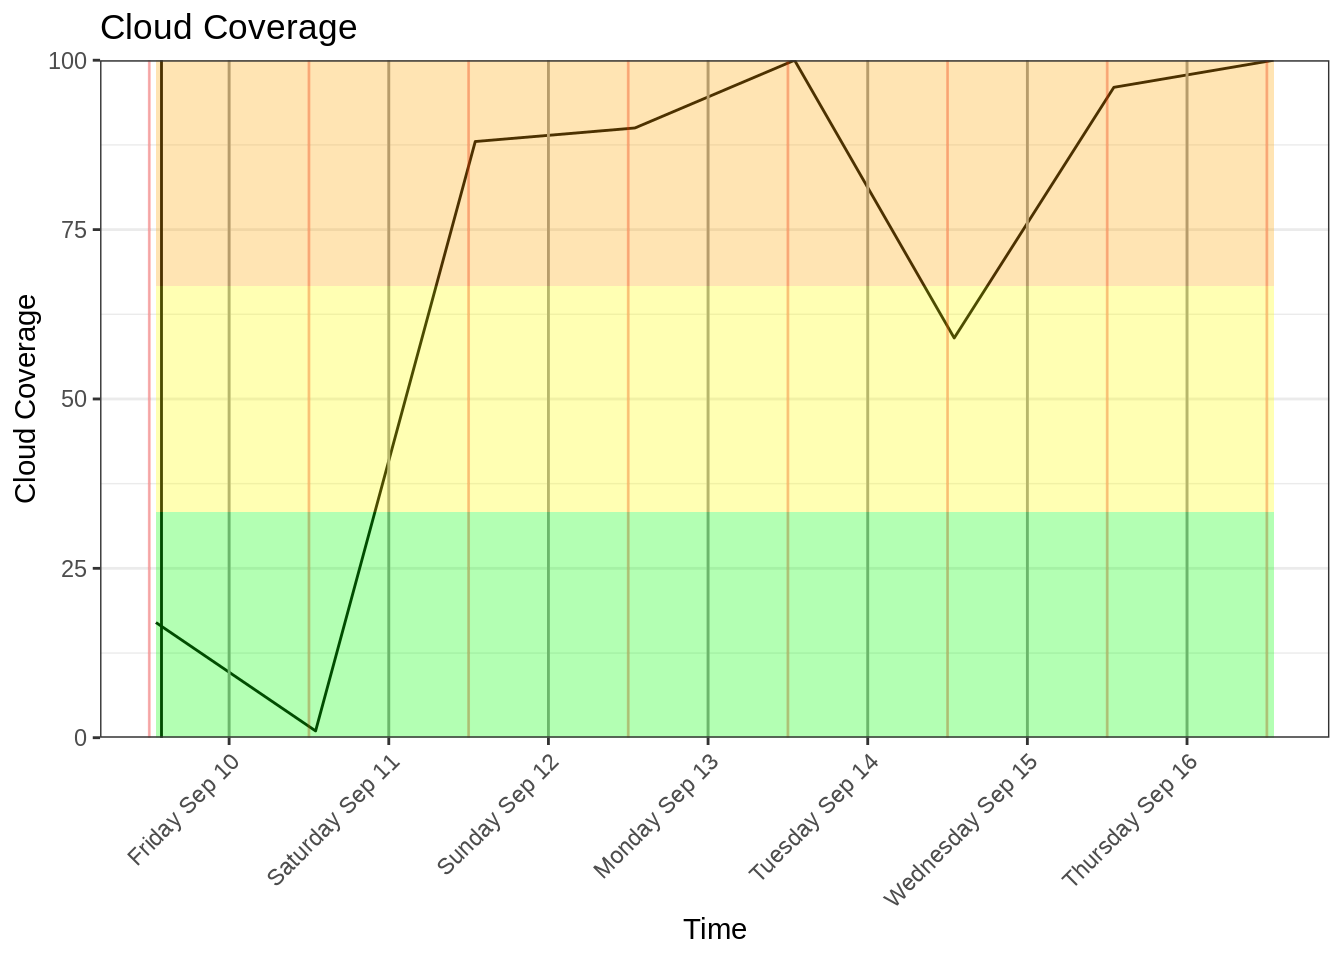 Cloud Coverage
Cloud Coverage
100
75
50
25
0
Friday Sep 10
Saturday Sep 11
Sunday Sep 12
Monday Sep 13
Tuesday Sep 14
Wednesday Sep 15
Thursday Sep 16
Time